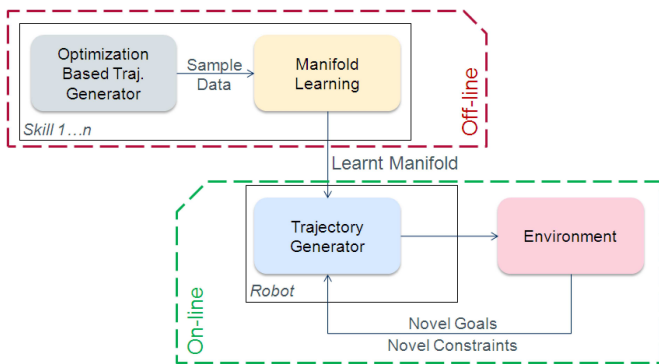 Optimization
Based Traj.
Generator
Sample
Data
Manifold
Learning
Skill 1...n
Off-line
Learnt Manifold
Trajectory
Generator
Environment
Robot
On-line
Novel Goals
Novel Constraints